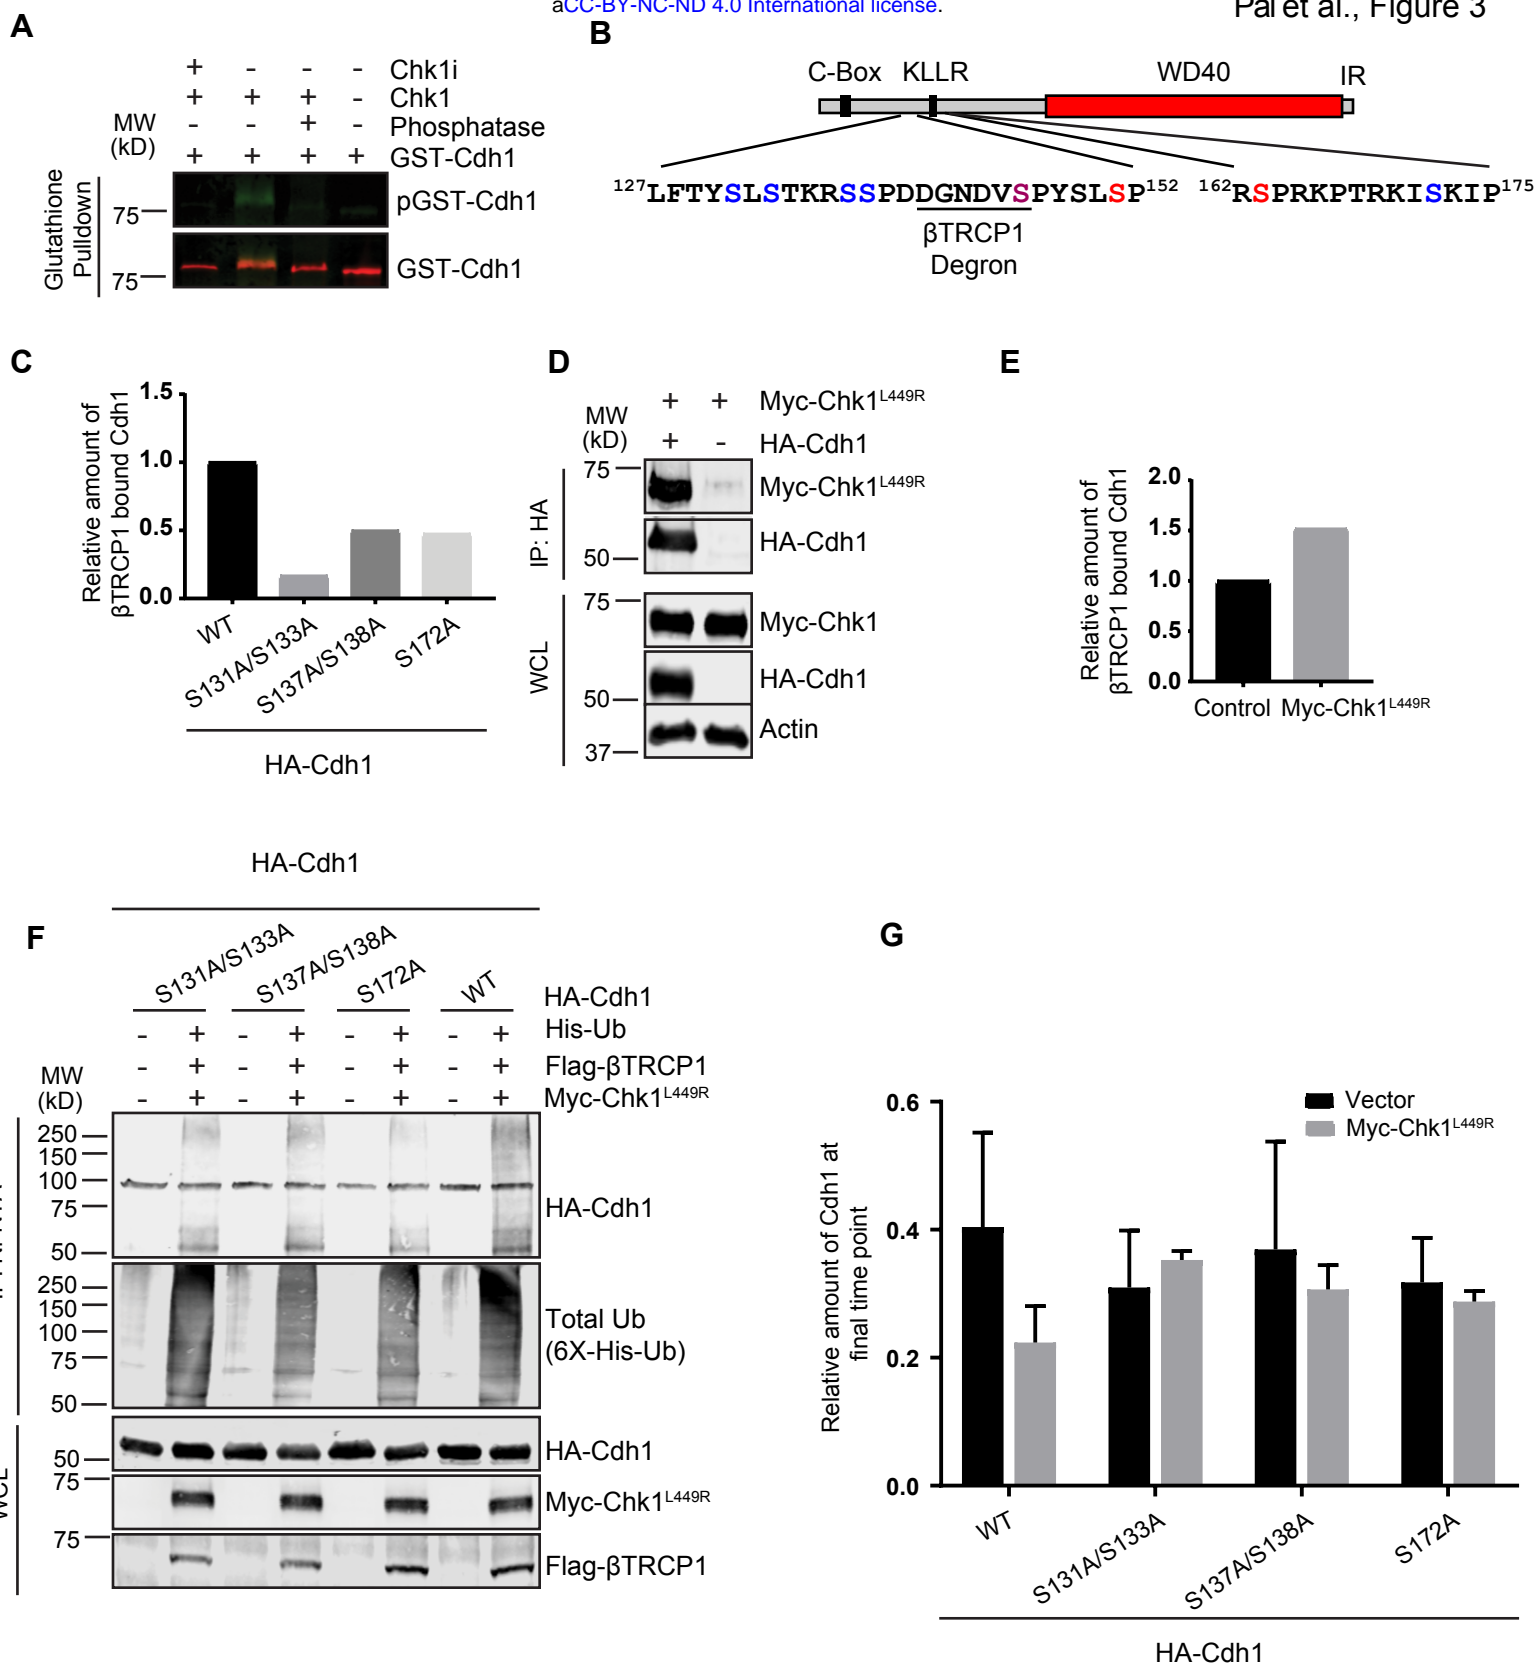 aCC-BY-NC-ND 4.0 International license.
Pal et al., Figure 3
A
+ - - - Chk1i
+ + + - Chk1
- - + - Phosphatase
+ + + + GST-Cdh1
MW
(kD)
Glutathione
Pulldown
75
pGST-Cdh1
75
GST-Cdh1
B
C-Box KLLR WD40 IR
127LFTYSLSTKRSSPDDGNDVSPYSLSP152 162RSPRKPTRKISKIP175
βTRCP1
Degron
C
Relative amount of
βTRCP1 bound Cdh1
1.5
1.0
0.5
0.0
WT
S131A/S133A
S137A/S138A
S172A
HA-Cdh1
D
MW
(kD)
+ + Myc-Chk1L449R
+ - HA-Cdh1
IP: HA
75
Myc-Chk1L449R
HA-Cdh1
50
WCL
75
Myc-Chk1
HA-Cdh1
50
Actin
37
E
Relative amount of
βTRCP1 bound Cdh1
2.0
1.5
1.0
0.5
0.0
Control Myc-Chk1L449R
HA-Cdh1
F
S131A/S133A
S137A/S138A
S172A
WT
HA-Cdh1
- + - + - + - + His-Ub
- + - + - + - + Flag-βTRCP1
- + - + - + - + Myc-Chk1L449R
MW
(kD)
250
150
100
75
50
HA-Cdh1
250
150
100
75
50
Total Ub
(6X-His-Ub)
WCL
50
HA-Cdh1
75
Myc-Chk1L449R
75
Flag-βTRCP1
G
Relative amount of Cdh1 at
final time point
0.6
0.4
0.2
0.0
Vector
Myc-Chk1L449R
WT
S131A/S133A
S137A/S138A
S172A
HA-Cdh1